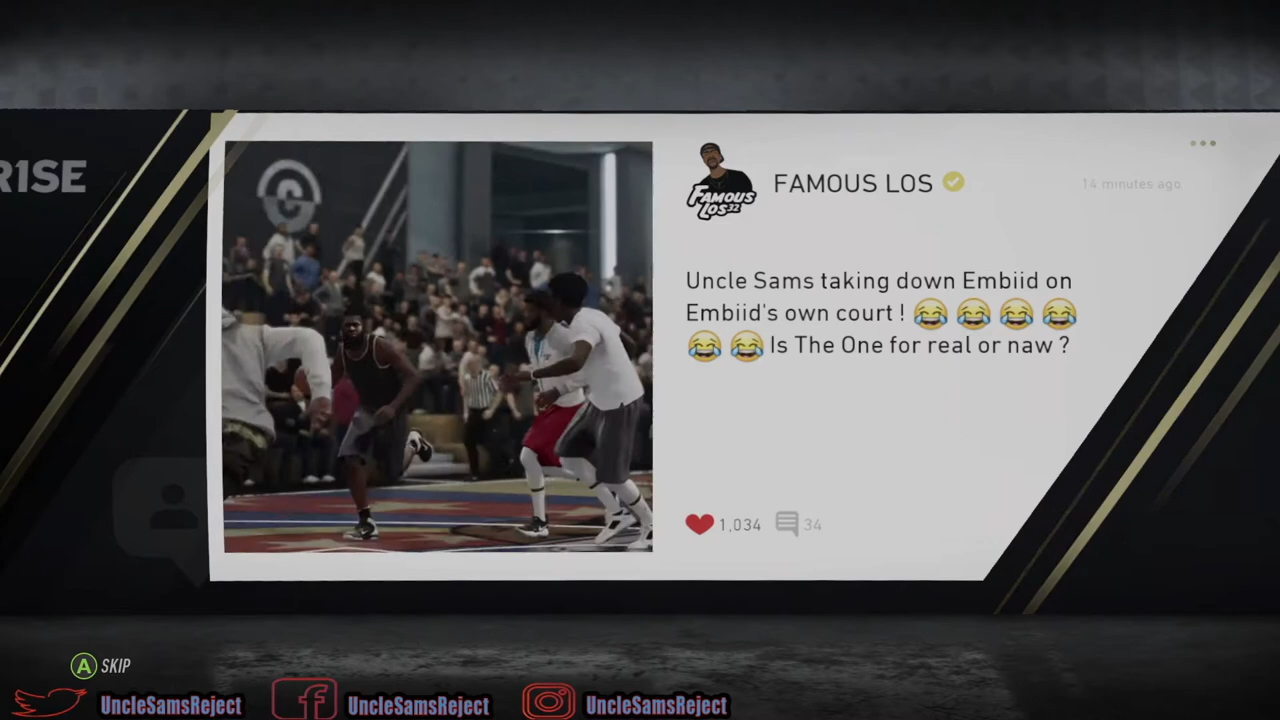 R1SE
FAMOUS LOS
14 minutes ago
FAMOUS
LOS32
Uncle Sams taking down Embiid on
Embiid's own court ! 😂 😂 😂 😂
😂 😂 Is The One for real or naw ?
1,034 34
A SKIP
UncleSamsReject UncleSamsReject UncleSamsReject